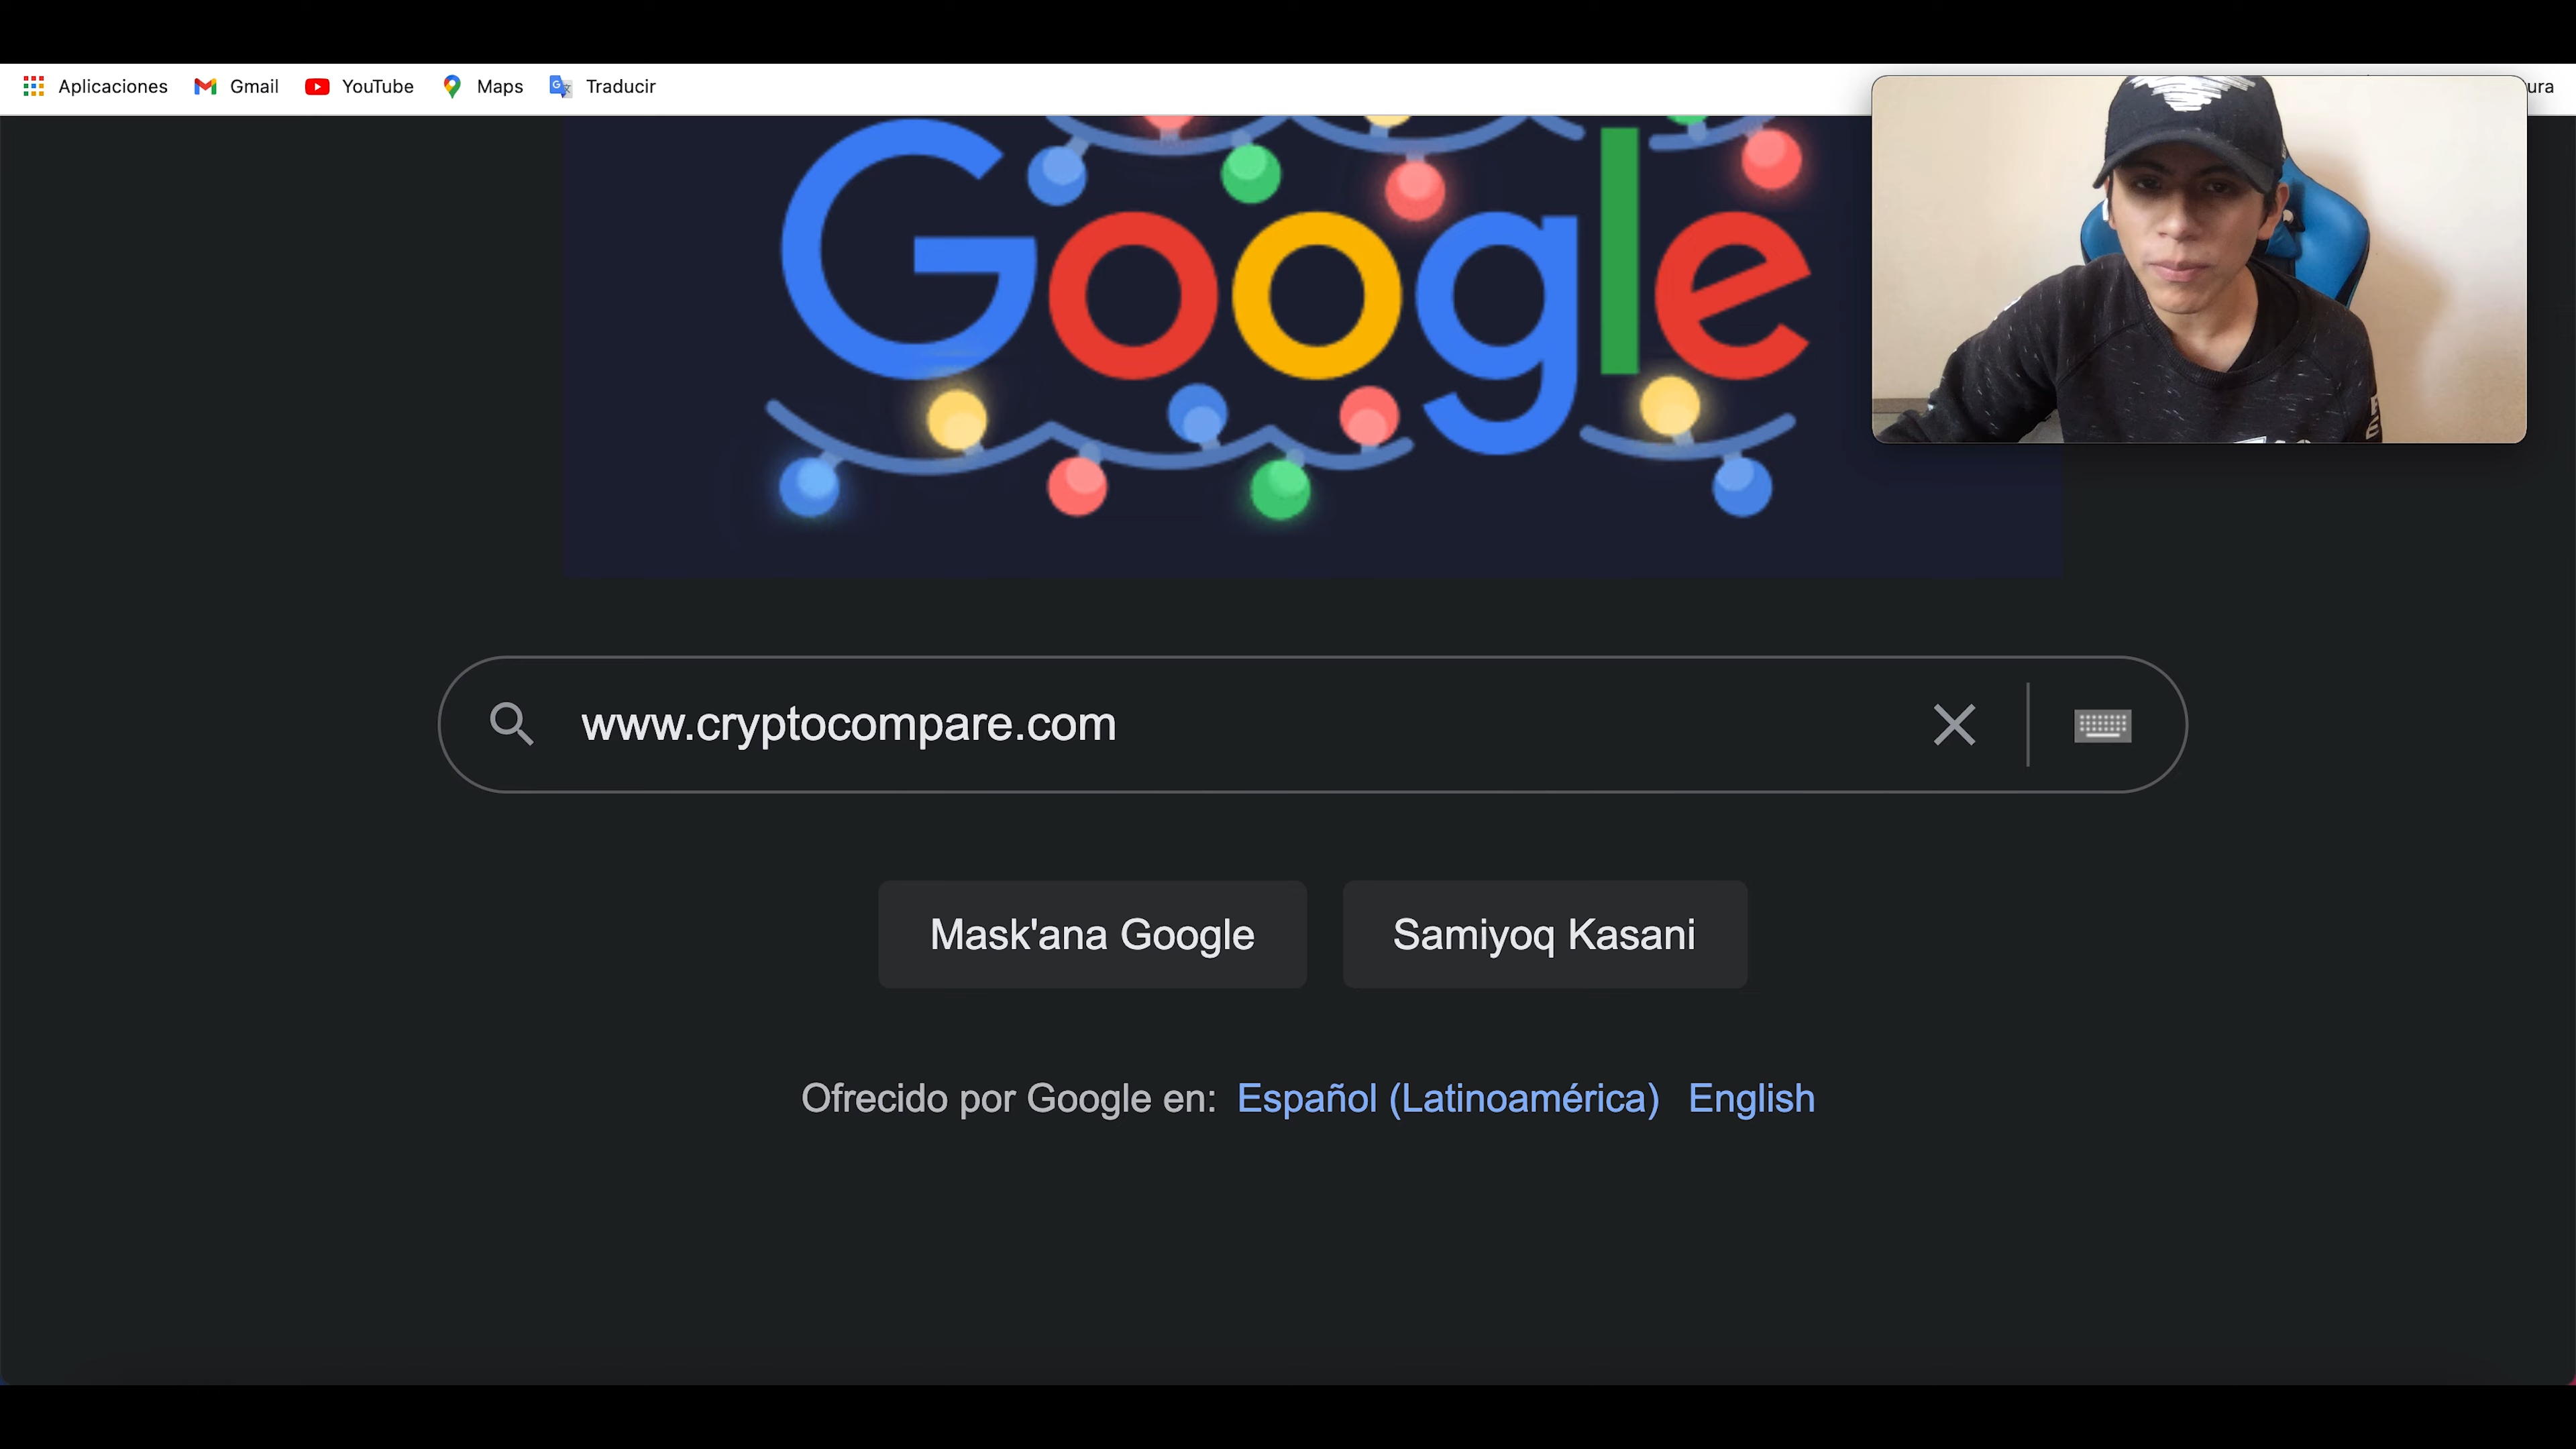 Aplicaciones Gmail YouTube Maps Traducir ura
Google
www.cryptocompare.com
Mask'ana Google Samiyoq Kasani
Ofrecido por Google en: Español (Latinoamérica) English